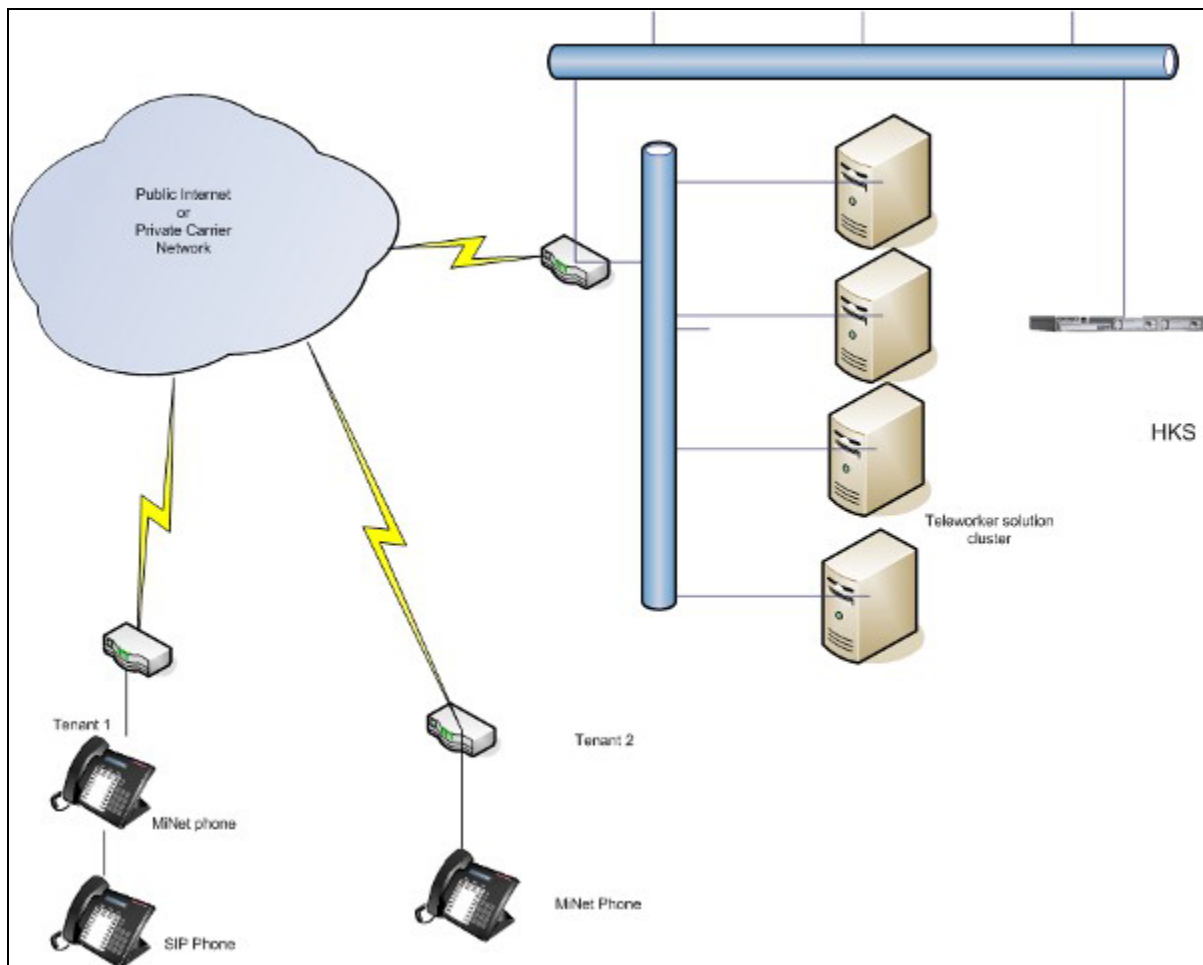 Public Internet
or
Private Carrier
Network
HKS
Teleworker solution
cluster
Tenant 1
Tenant 2
MiNet phone
MiNet Phone
SIP Phone